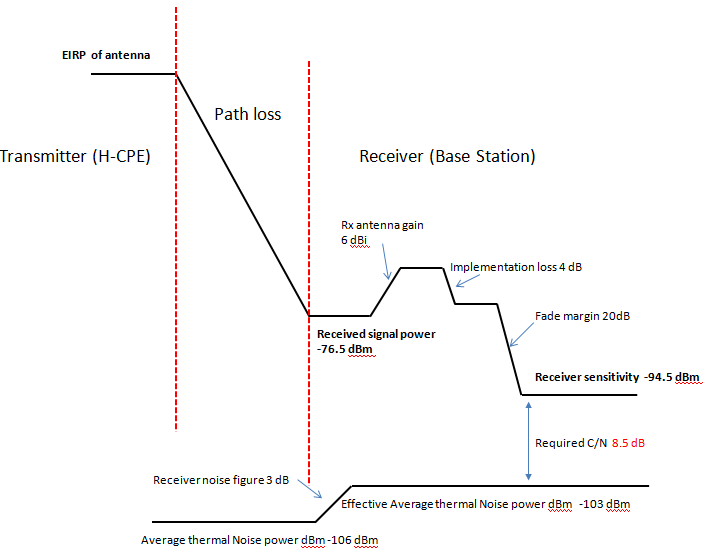 EIRP of antenna
Path loss
Transmitter (H-CPE)
Receiver (Base Station)
Rx antenna gain
6 dBi
Implementation loss 4 dB
Fade margin 20dB
Received signal power
-76.5 dBm
Receiver sensitivity -94.5 dBm
Required C/N 8.5 dB
Receiver noise figure 3 dB
Effective Average thermal Noise power dBm -103 dBm
Average thermal Noise power dBm -106 dBm